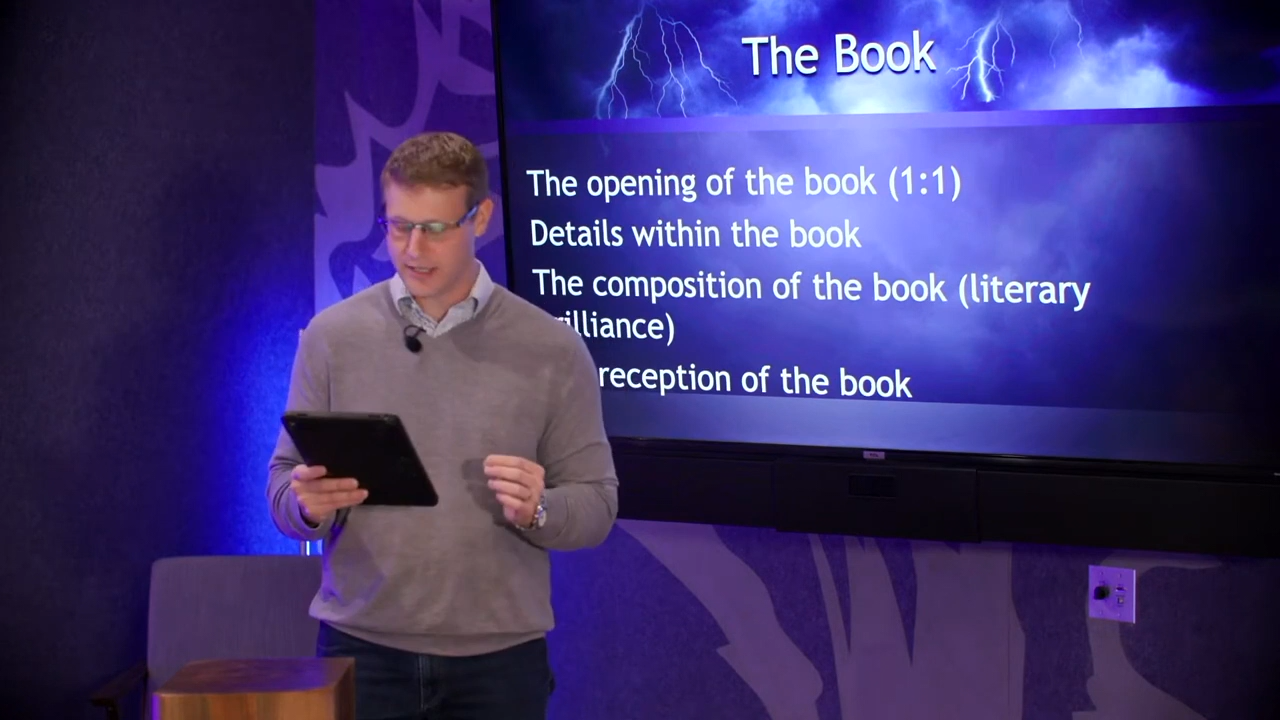 The Book
The opening of the book (1:1)
Details within the book
The composition of the book (literary
illiance)
reception of the book